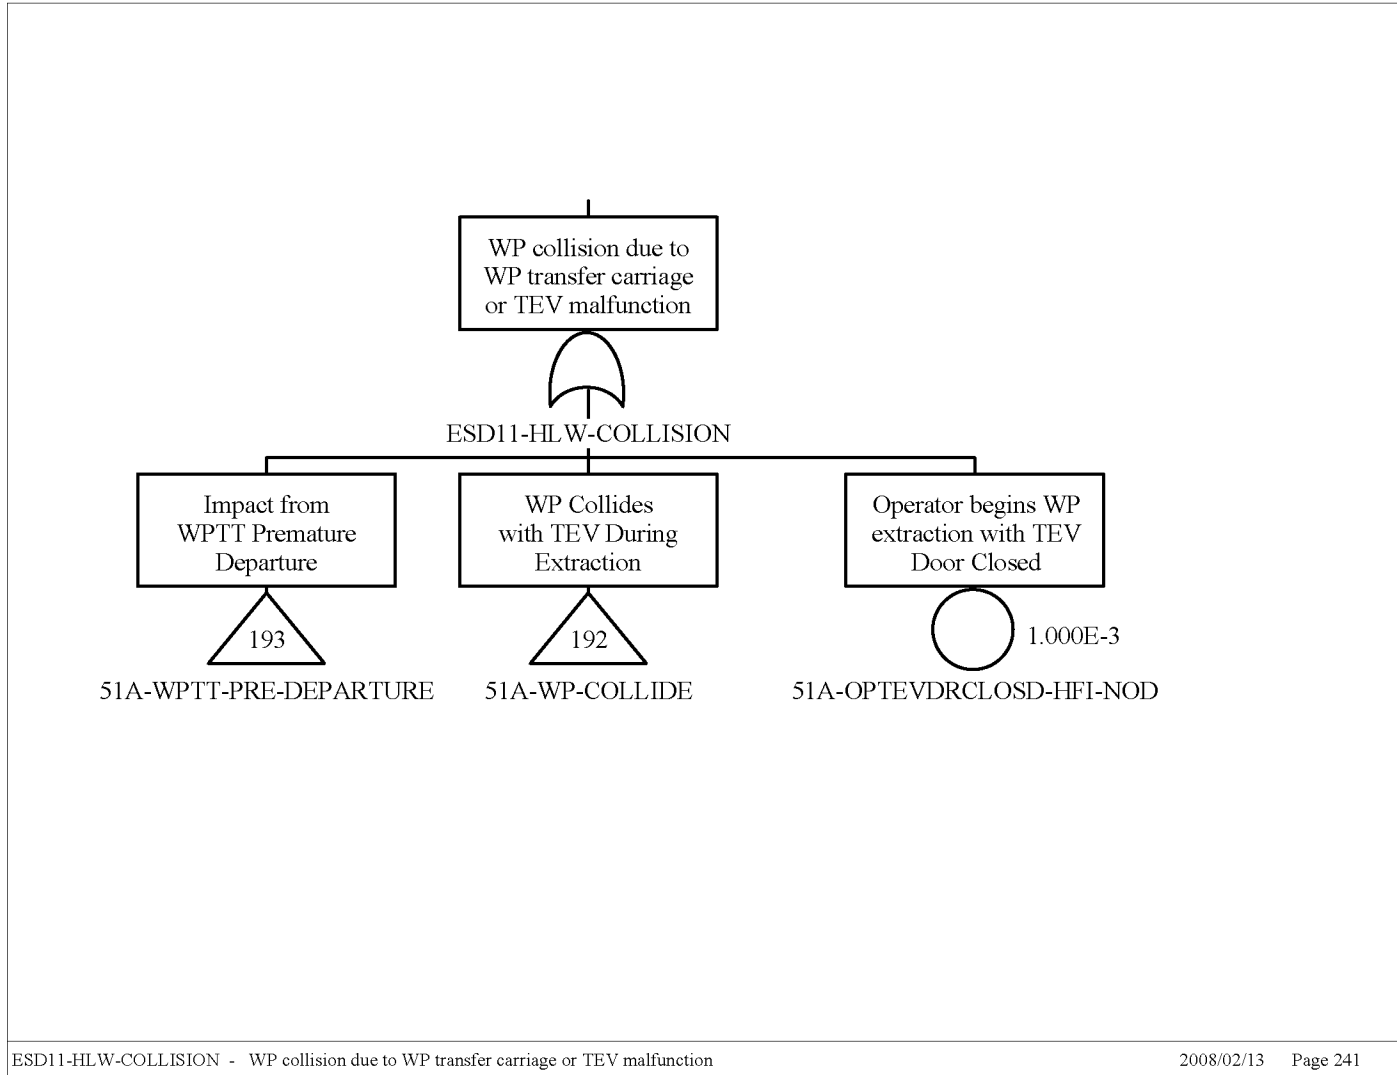 WP collision due to
WP transfer carriage
or TEV malfunction
ESD11-HLW-COLLISION
Impact from
WPTT Premature
Departure
193
51A-WPTT-PRE-DEPARTURE
WP Collides
with TEV During
Extraction
192
51A-WP-COLLIDE
Operator begins WP
extraction with TEV
Door Closed
1.000E-3
51A-OPTEVDRCLOSD-HFI-NOD
ESD11-HLW-COLLISION - WP collision due to WP transfer carriage or TEV malfunction
2008/02/13 Page 241